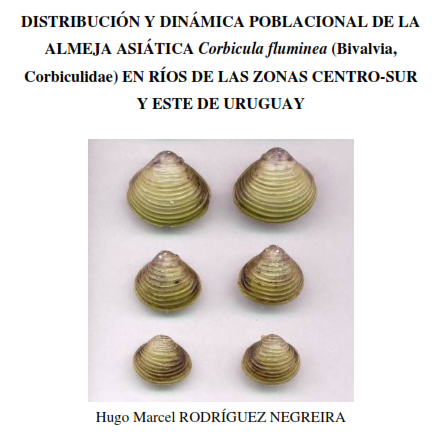 DISTRIBUCIÓN Y DINÁMICA POBLACIONAL DE LA
ALMEJA ASIÁTICA Corbicula fluminea (Bivalvia,
Corbiculidae) EN RÍOS DE LAS ZONAS CENTRO-SUR
Y ESTE DE URUGUAY
Hugo Marcel RODRÍGUEZ NEGREIRA